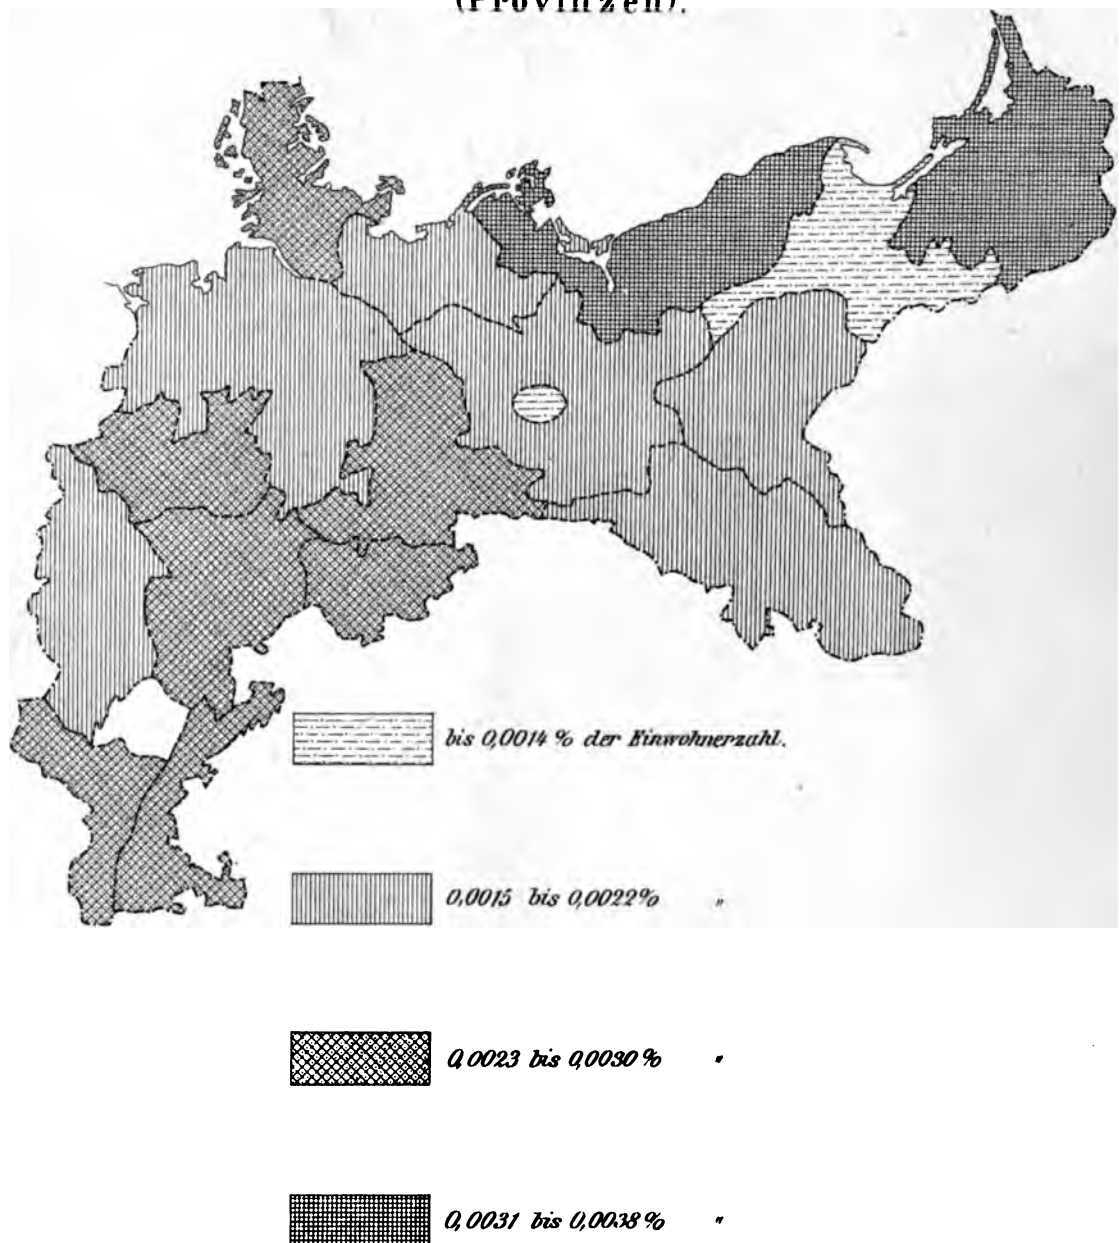 (Provinzen).
bis 0,0014 % der Einwohnerzahl.
0,0015 bis 0,0022% "
0,0023 bis 0,0030 % "
0,0031 bis 0,0038 % "